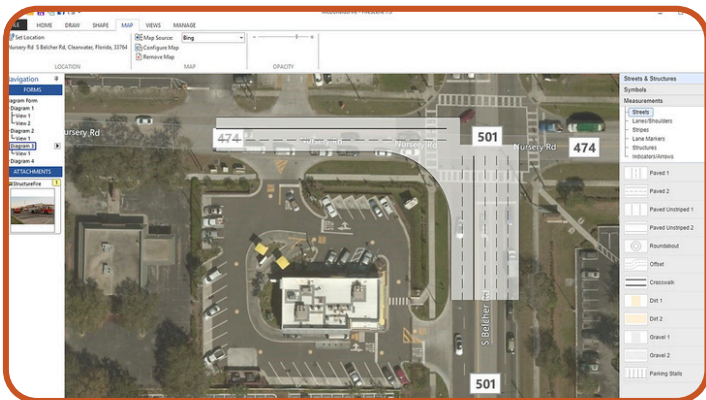 HOME DRAW SHAPE MAP VIEWS MANAGE
Set Location
Nursery Rd S Belcher Rd, Clearwater, Florida, 33764
LOCATION
Map Source: Bing
Configure Map
Remove Map
MAP
OPACITY
Navigation
FORMS
Diagram 1
View 1
View 2
Diagram 2
View 1
Diagram 3
View 1
Diagram 4
ATTACHMENTS
Nursery Rd
474
Nursery Rd
501
Nursery Rd
474
STOP
S Belcher Rd
501
Streets & Structures
Symbols
Measurements
Streets
Lanes/Shoulders
Stripes
Lane Markers
Structures
Indicators/Arrows
Paved 1
Paved 2
Paved Unstriped 1
Paved Unstriped 2
Roundabout
Offset
Crosswalk
Dirt 1
Dirt 2
Gravel 1
Gravel 2
Parking Stalls